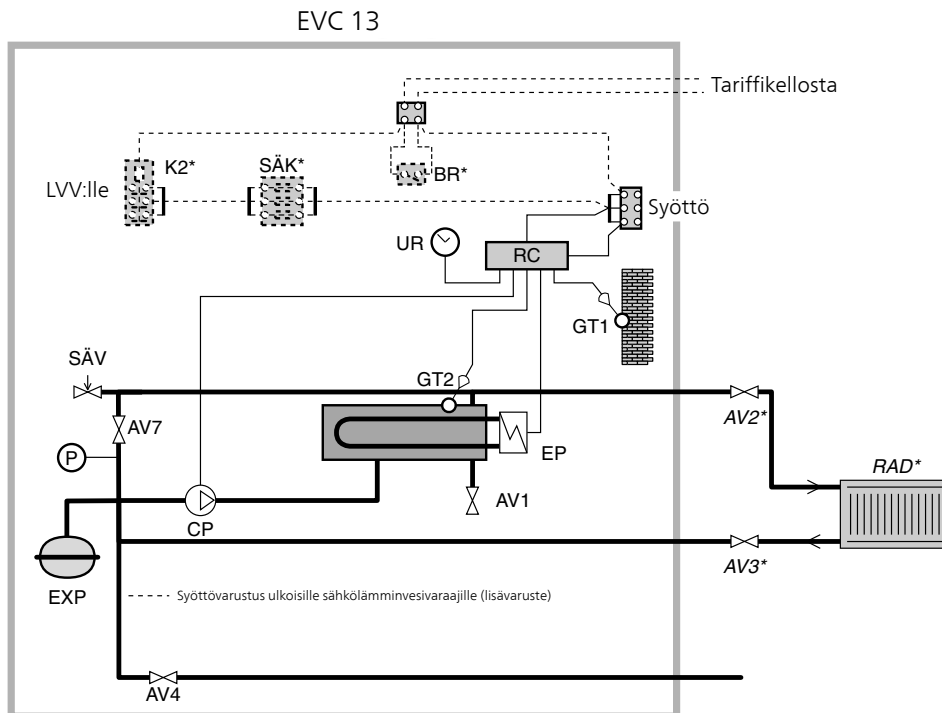 EVC 13
Tariffikellosta
K2*
SÄK*
BR*
LVV:lle
Syöttö
UR
RC
GT1
SÄV
GT2
AV7
AV2*
P
EP
RAD*
AV1
CP
AV3*
EXP
Syöttövarustus ulkoisille sähkölämminvesivaraajille (lisävaruste)
AV4